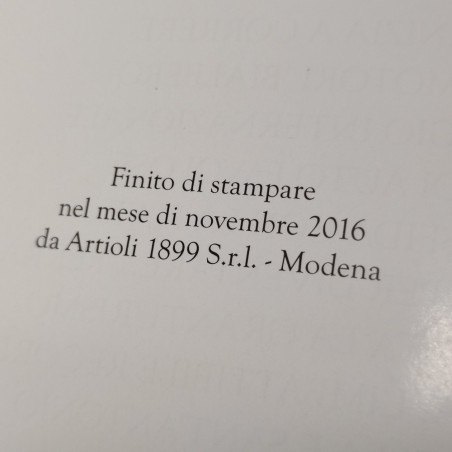 Finito di stampare
nel mese di novembre 2016
da Artioli 1899 S.r.l. - Modena